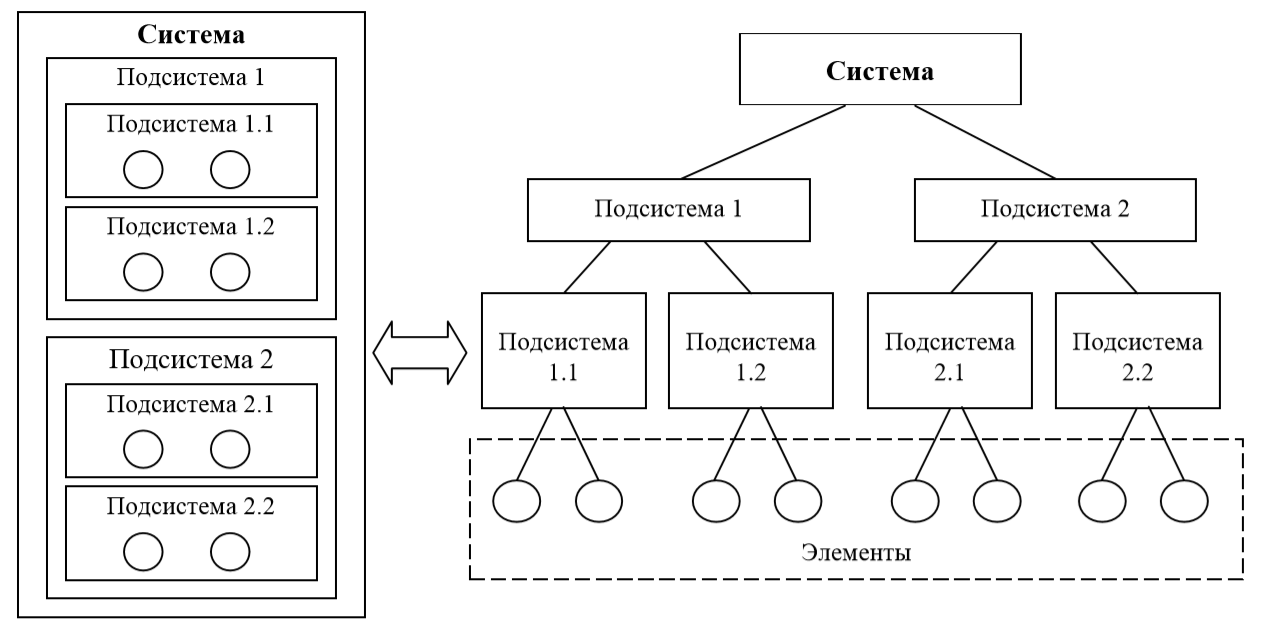 Система
Подсистема 1
Подсистема 1.1
Подсистема 1.2
Подсистема 2
Подсистема 2.1
Подсистема 2.2
Система
Подсистема 1
Подсистема 2
Подсистема
1.1
Подсистема
1.2
Подсистема
2.1
Подсистема
2.2
Элементы